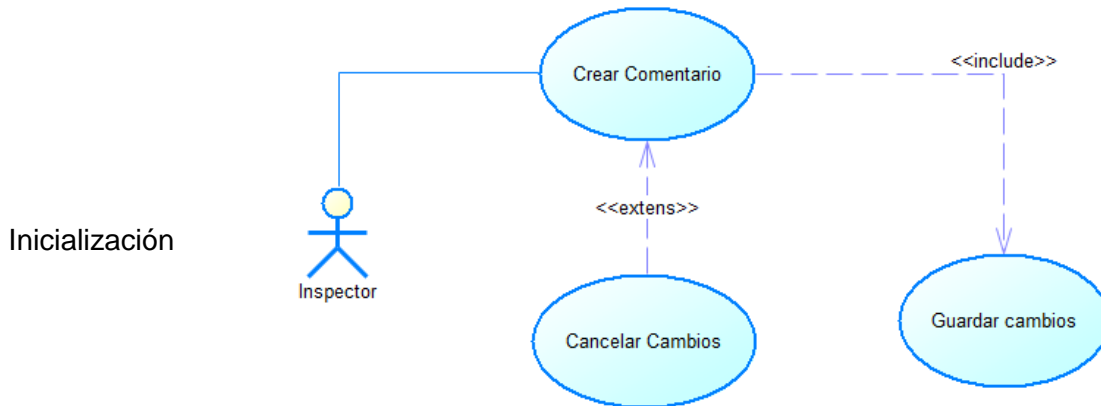 <<include>>
Crear Comentario
<<extens>>
Inicialización
Inspector
Cancelar Cambios
Guardar cambios